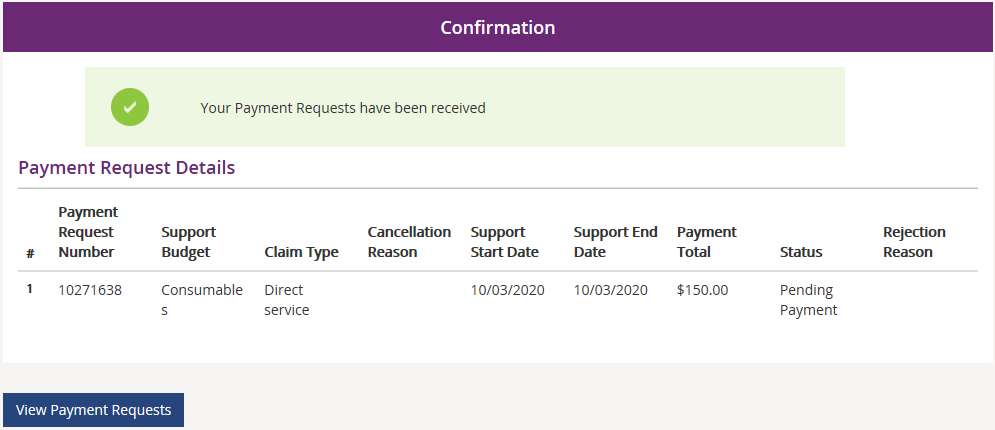 Confirmation
Your Payment Requests have been received
Payment Request Details
# Payment Request Number Support Budget Claim Type Cancellation Reason Support Start Date Support End Date Payment Total Status Rejection Reason
1 10271638 Consumables Direct service 10/03/2020 10/03/2020 $150.00 Pending Payment
View Payment Requests